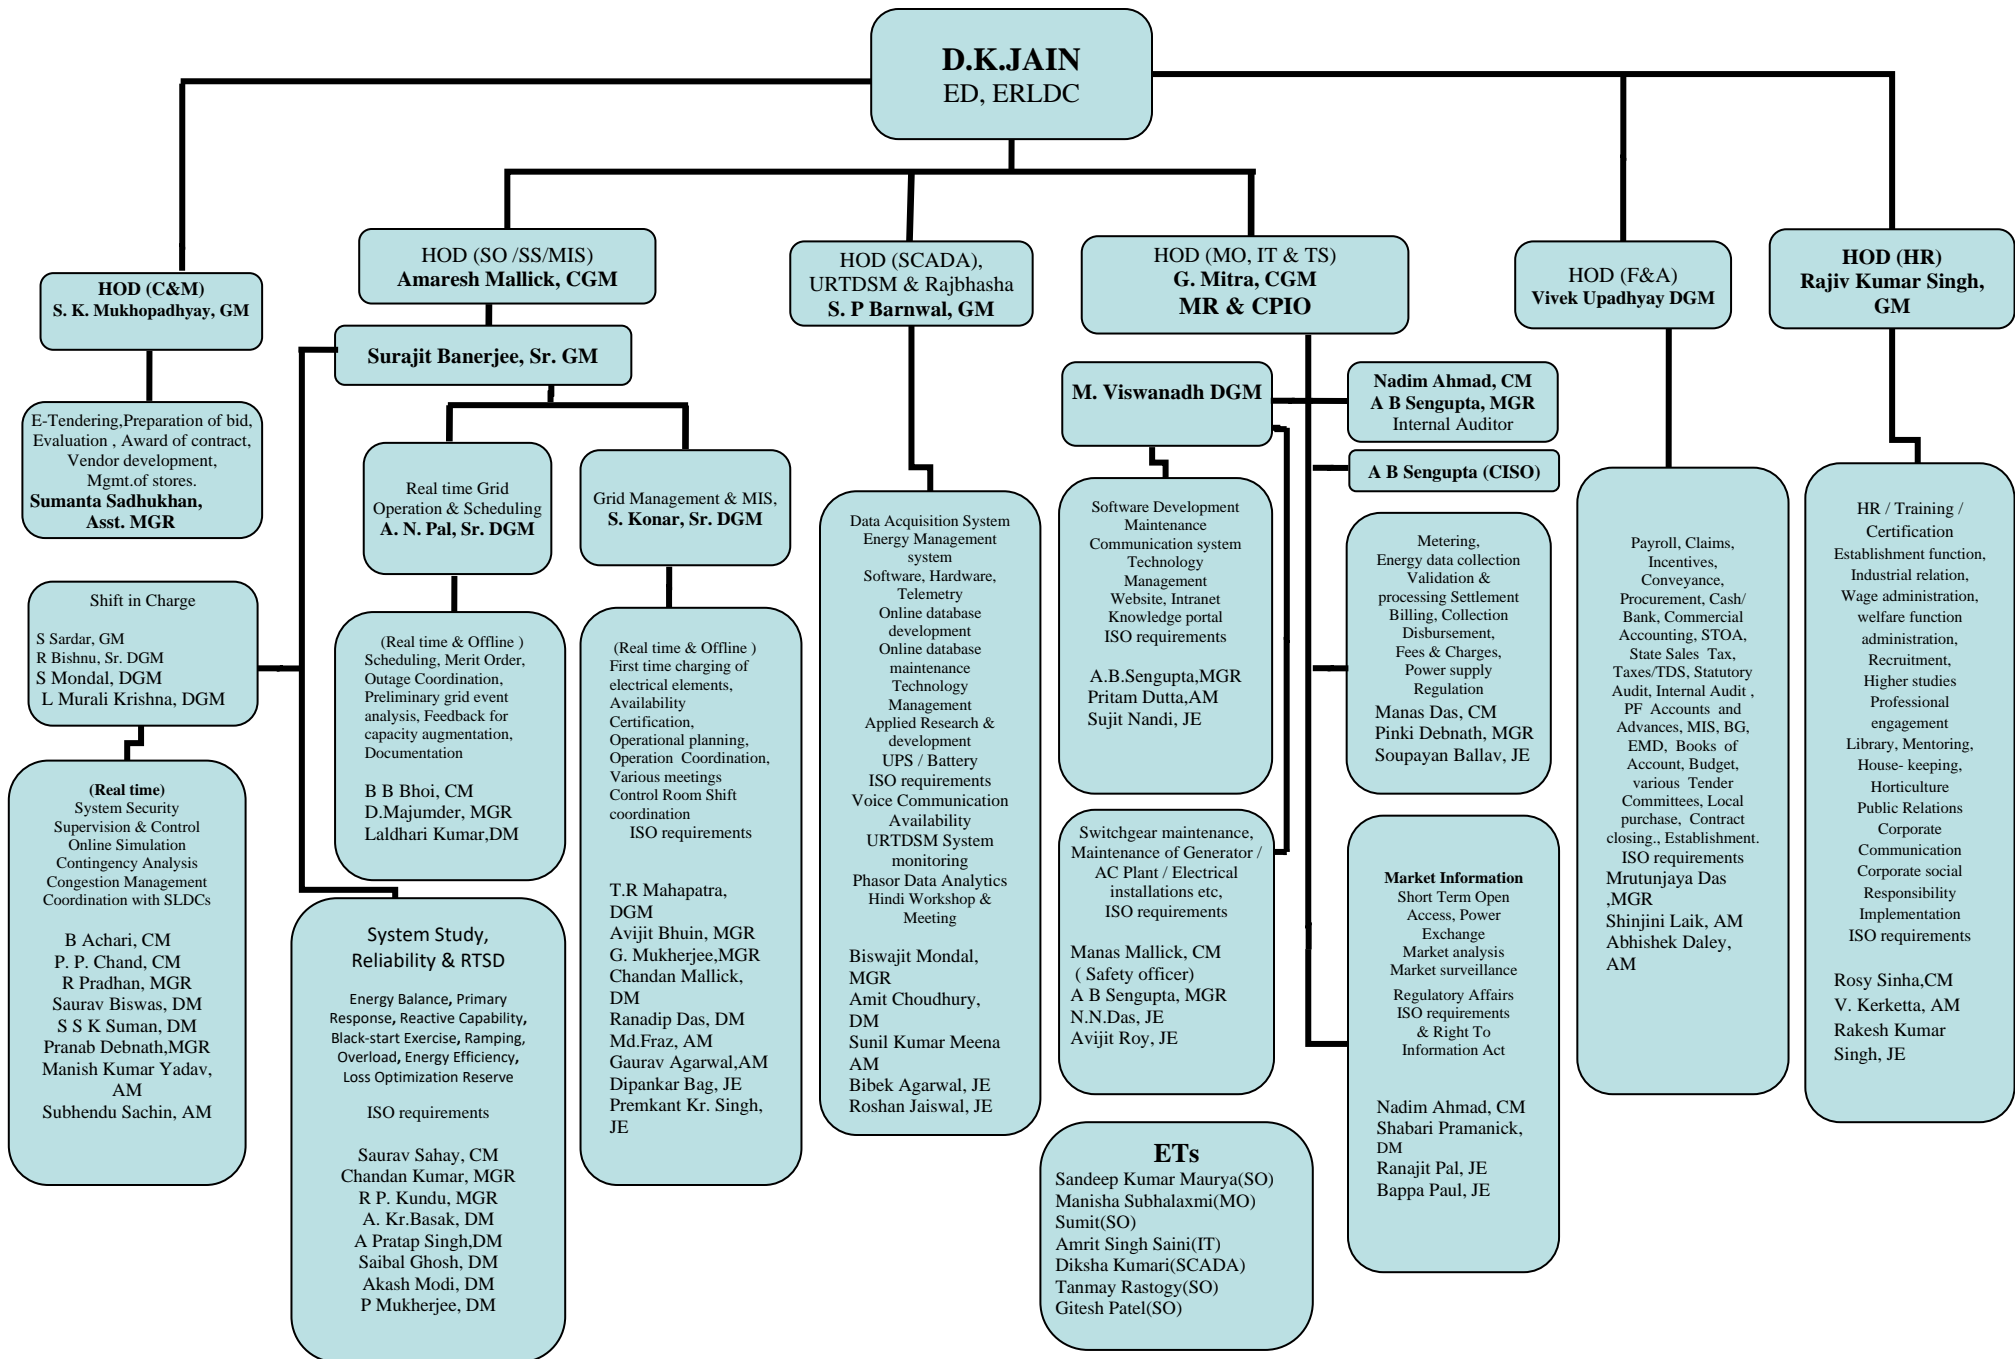 D.K.JAIN
ED, ERLDC
HOD (C&M)
S. K. Mukhopadhyay, GM
E-Tendering,Preparation of bid,
Evaluation , Award of contract,
Vendor development,
Mgmt.of stores.
Sumanta Sadhukhan,
Asst. MGR
HOD (SO /SS/MIS)
Amaresh Mallick, CGM
Surajit Banerjee, Sr. GM
Shift in Charge
S Sardar, GM
R Bishnu, Sr. DGM
S Mondal, DGM
L Murali Krishna, DGM
(Real time)
System Security
Supervision & Control
Online Simulation
Contingency Analysis
Congestion Management
Coordination with SLDCs
B Achari, CM
P. P. Chand, CM
R Pradhan, MGR
Saurav Biswas, DM
S S K Suman, DM
Pranab Debnath,MGR
Manish Kumar Yadav,
AM
Subhendu Sachin, AM
System Study,
Reliability & RTSD
Energy Balance, Primary
Response, Reactive Capability,
Black-start Exercise, Ramping,
Overload, Energy Efficiency,
Loss Optimization Reserve
ISO requirements
Saurav Sahay, CM
Chandan Kumar, MGR
R P. Kundu, MGR
A. Kr.Basak, DM
A Pratap Singh,DM
Saibal Ghosh, DM
Akash Modi, DM
P Mukherjee, DM
Real time Grid
Operation & Scheduling
A. N. Pal, Sr. DGM
(Real time & Offline )
Scheduling, Merit Order,
Outage Coordination,
Preliminary grid event
analysis, Feedback for
capacity augmentation,
Documentation
B B Bhoi, CM
D.Majumder, MGR
Laldhari Kumar,DM
Grid Management & MIS,
S. Konar, Sr. DGM
(Real time & Offline )
First time charging of
electrical elements,
Availability
Certification,
Operational planning,
Operation Coordination,
Various meetings
Control Room Shift
coordination
ISO requirements
T.R Mahapatra,
DGM
Avijit Bhuin, MGR
G. Mukherjee,MGR
Chandan Mallick,
DM
Ranadip Das, DM
Md.Fraz, AM
Gaurav Agarwal,AM
Dipankar Bag, JE
Premkant Kr. Singh,
JE
HOD (SCADA),
URTDSM & Rajbhasha
S. P Barnwal, GM
Data Acquisition System
Energy Management
system
Software, Hardware,
Telemetry
Online database
development
Online database
maintenance
Technology
Management
Applied Research &
development
UPS / Battery
ISO requirements
Voice Communication
Availability
URTDSM System
monitoring
Phasor Data Analytics
Hindi Workshop &
Meeting
Biswajit Mondal,
MGR
Amit Choudhury,
DM
Sunil Kumar Meena
AM
Bibek Agarwal, JE
Roshan Jaiswal, JE
HOD (MO, IT & TS)
G. Mitra, CGM
MR & CPIO
M. Viswanadh DGM
Nadim Ahmad, CM
A B Sengupta, MGR
Internal Auditor
A B Sengupta (CISO)
Software Development
Maintenance
Communication system
Technology
Management
Website, Intranet
Knowledge portal
ISO requirements
A.B.Sengupta,MGR
Pritam Dutta,AM
Sujit Nandi, JE
Switchgear maintenance,
Maintenance of Generator /
AC Plant / Electrical
installations etc,
ISO requirements
Manas Mallick, CM
( Safety officer)
A B Sengupta, MGR
N.N.Das, JE
Avijit Roy, JE
ETs
Sandeep Kumar Maurya(SO)
Manisha Subhalaxmi(MO)
Sumit(SO)
Amrit Singh Saini(IT)
Diksha Kumari(SCADA)
Tanmay Rastogy(SO)
Gitesh Patel(SO)
Metering,
Energy data collection
Validation &
processing Settlement
Billing, Collection
Disbursement,
Fees & Charges,
Power supply
Regulation
Manas Das, CM
Pinki Debnath, MGR
Soupayan Ballav, JE
Market Information
Short Term Open
Access, Power
Exchange
Market analysis
Market surveillance
Regulatory Affairs
ISO requirements
& Right To
Information Act
Nadim Ahmad, CM
Shabari Pramanick,
DM
Ranajit Pal, JE
Bappa Paul, JE
HOD (F&A)
Vivek Upadhyay DGM
Payroll, Claims,
Incentives,
Conveyance,
Procurement, Cash/
Bank, Commercial
Accounting, STOA,
State Sales  Tax,
Taxes/TDS, Statutory
Audit, Internal Audit ,
PF  Accounts  and
Advances, MIS, BG,
EMD,  Books  of
Account, Budget,
various  Tender
Committees, Local
purchase,  Contract
closing., Establishment.
ISO requirements
Mrutunjaya Das
,MGR
Shinjini Laik, AM
Abhishek Daley,
AM
HOD (HR)
Rajiv Kumar Singh,
GM
HR / Training /
Certification
Establishment function,
Industrial relation,
Wage administration,
welfare function
administration,
Recruitment,
Higher studies
Professional
engagement
Library, Mentoring,
House- keeping,
Horticulture
Public Relations
Corporate
Communication
Corporate social
Responsibility
Implementation
ISO requirements
Rosy Sinha,CM
V. Kerketta, AM
Rakesh Kumar
Singh, JE